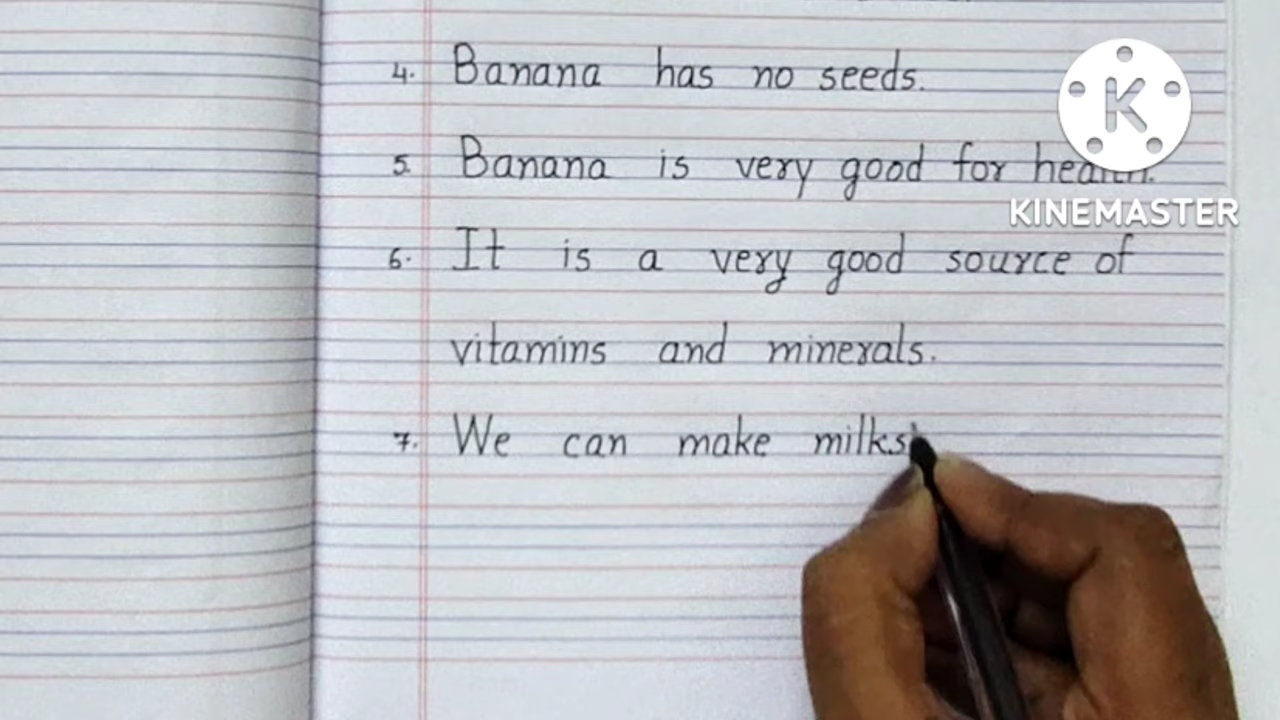 4. Banana has no seeds.
5. Banana is very good for health.
6. It is a very good source of
vitamins and minerals.
7. We can make milks
K
KINEMASTER